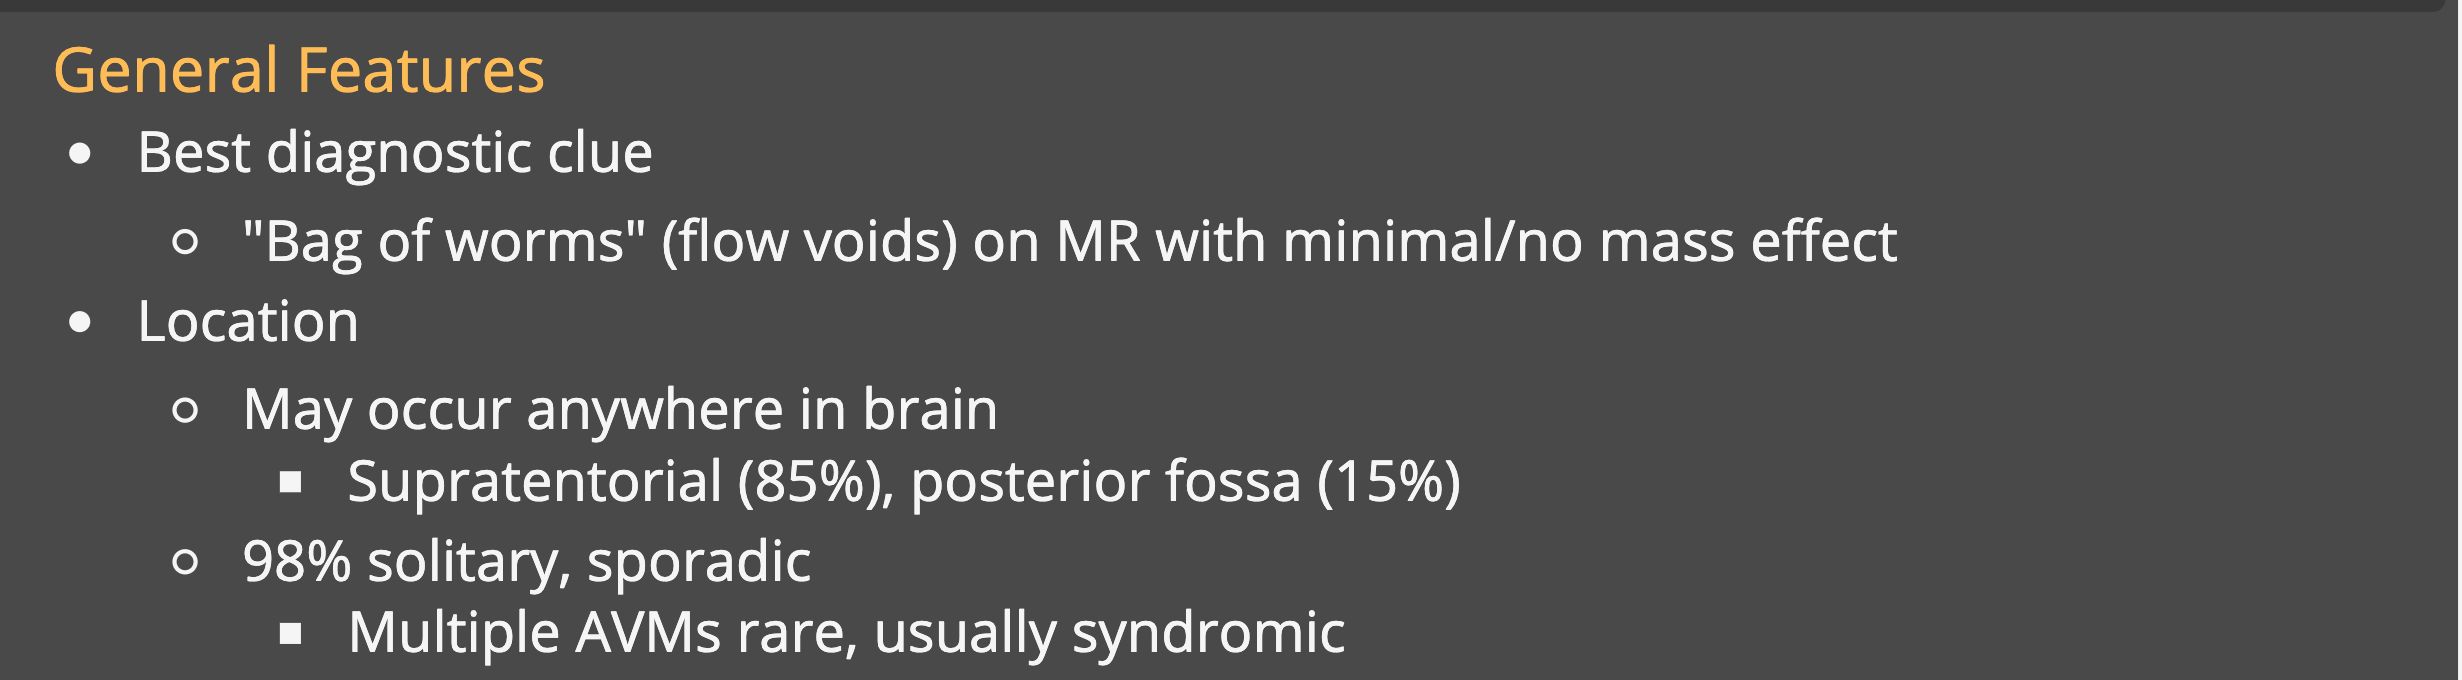 General Features
• Best diagnostic clue
○ "Bag of worms" (flow voids) on MR with minimal/no mass effect
• Location
○ May occur anywhere in brain
■ Supratentorial (85%), posterior fossa (15%)
○ 98% solitary, sporadic
■ Multiple AVMs rare, usually syndromic